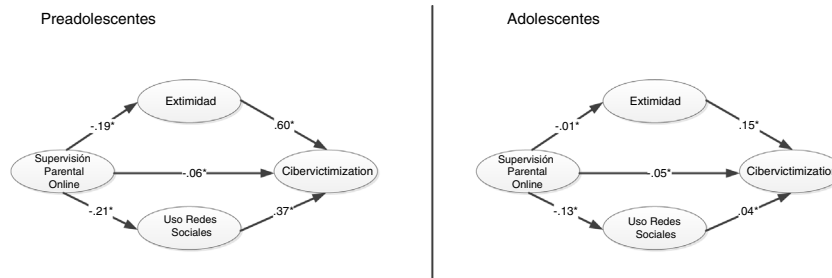 Preadolescentes
Extimidad
-.19*
.60*
Supervisión
Parental
Online
-.06*
Cibervictimization
-.21*
.37*
Uso Redes
Sociales
Adolescentes
Extimidad
-.01*
.15*
Supervisión
Parental
Online
-.05*
Cibervictimization
-.13*
.04*
Uso Redes
Sociales